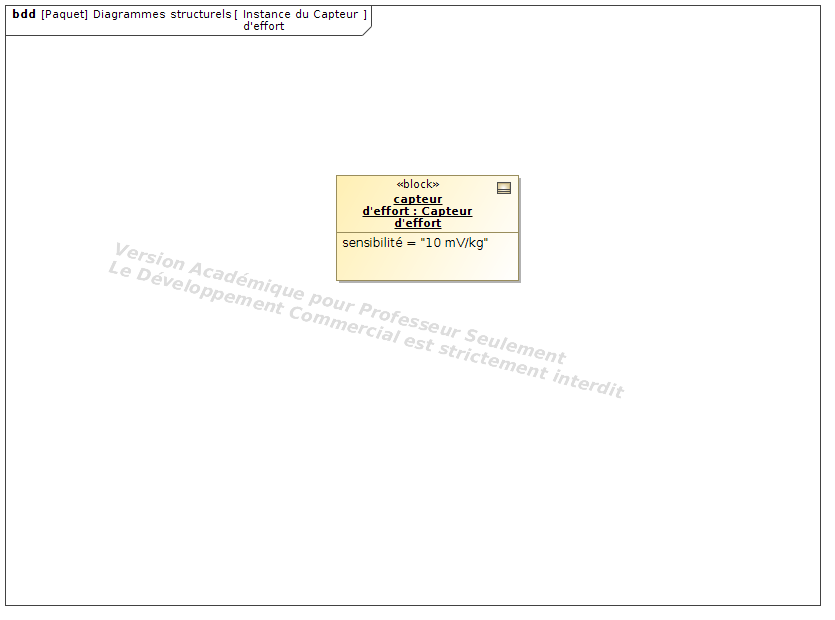 bdd [Paquet] Diagrammes structurels [ Instance du Capteur ]
d'effort
«block»
capteur
d'effort : Capteur
d'effort
sensibilité = "10 mV/kg"
Version Académique pour Professeur Seulement
Le Développement Commercial est strictement interdit